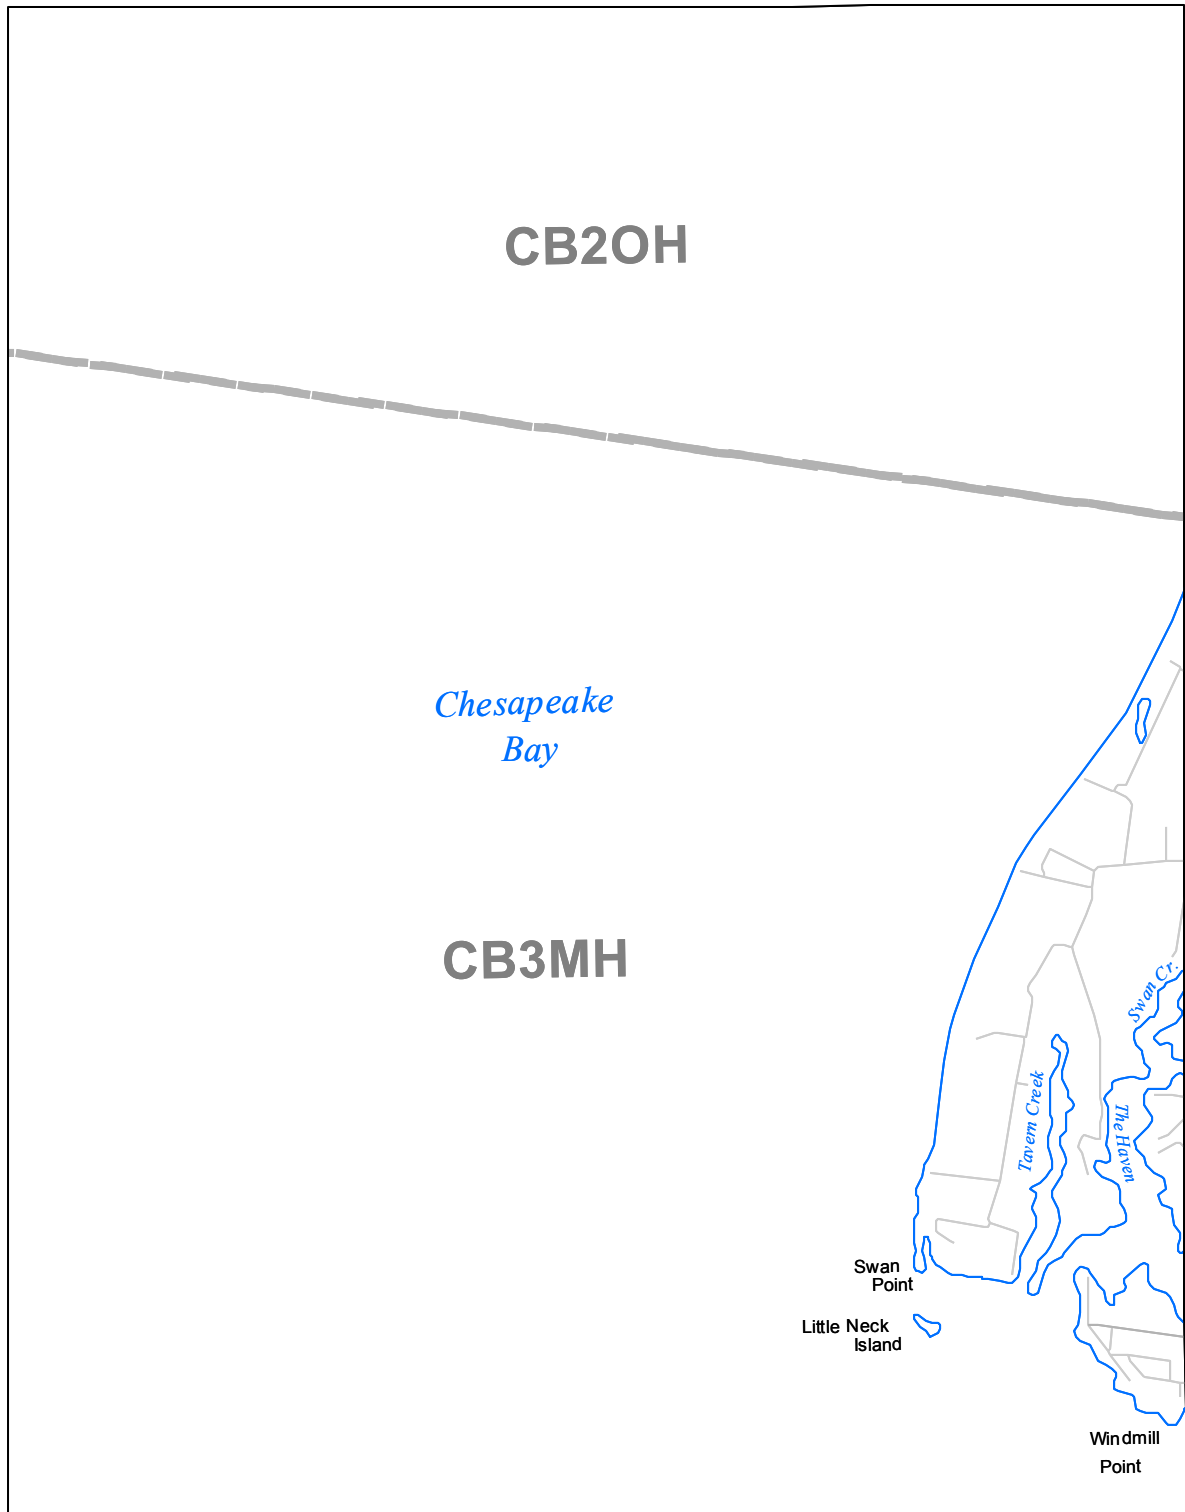 CB2OH
Chesapeake
Bay
CB3MH
Swan Cr.
Tavern Creek
The Haven
Swan
Point
Little Neck
Island
Windmill
Point